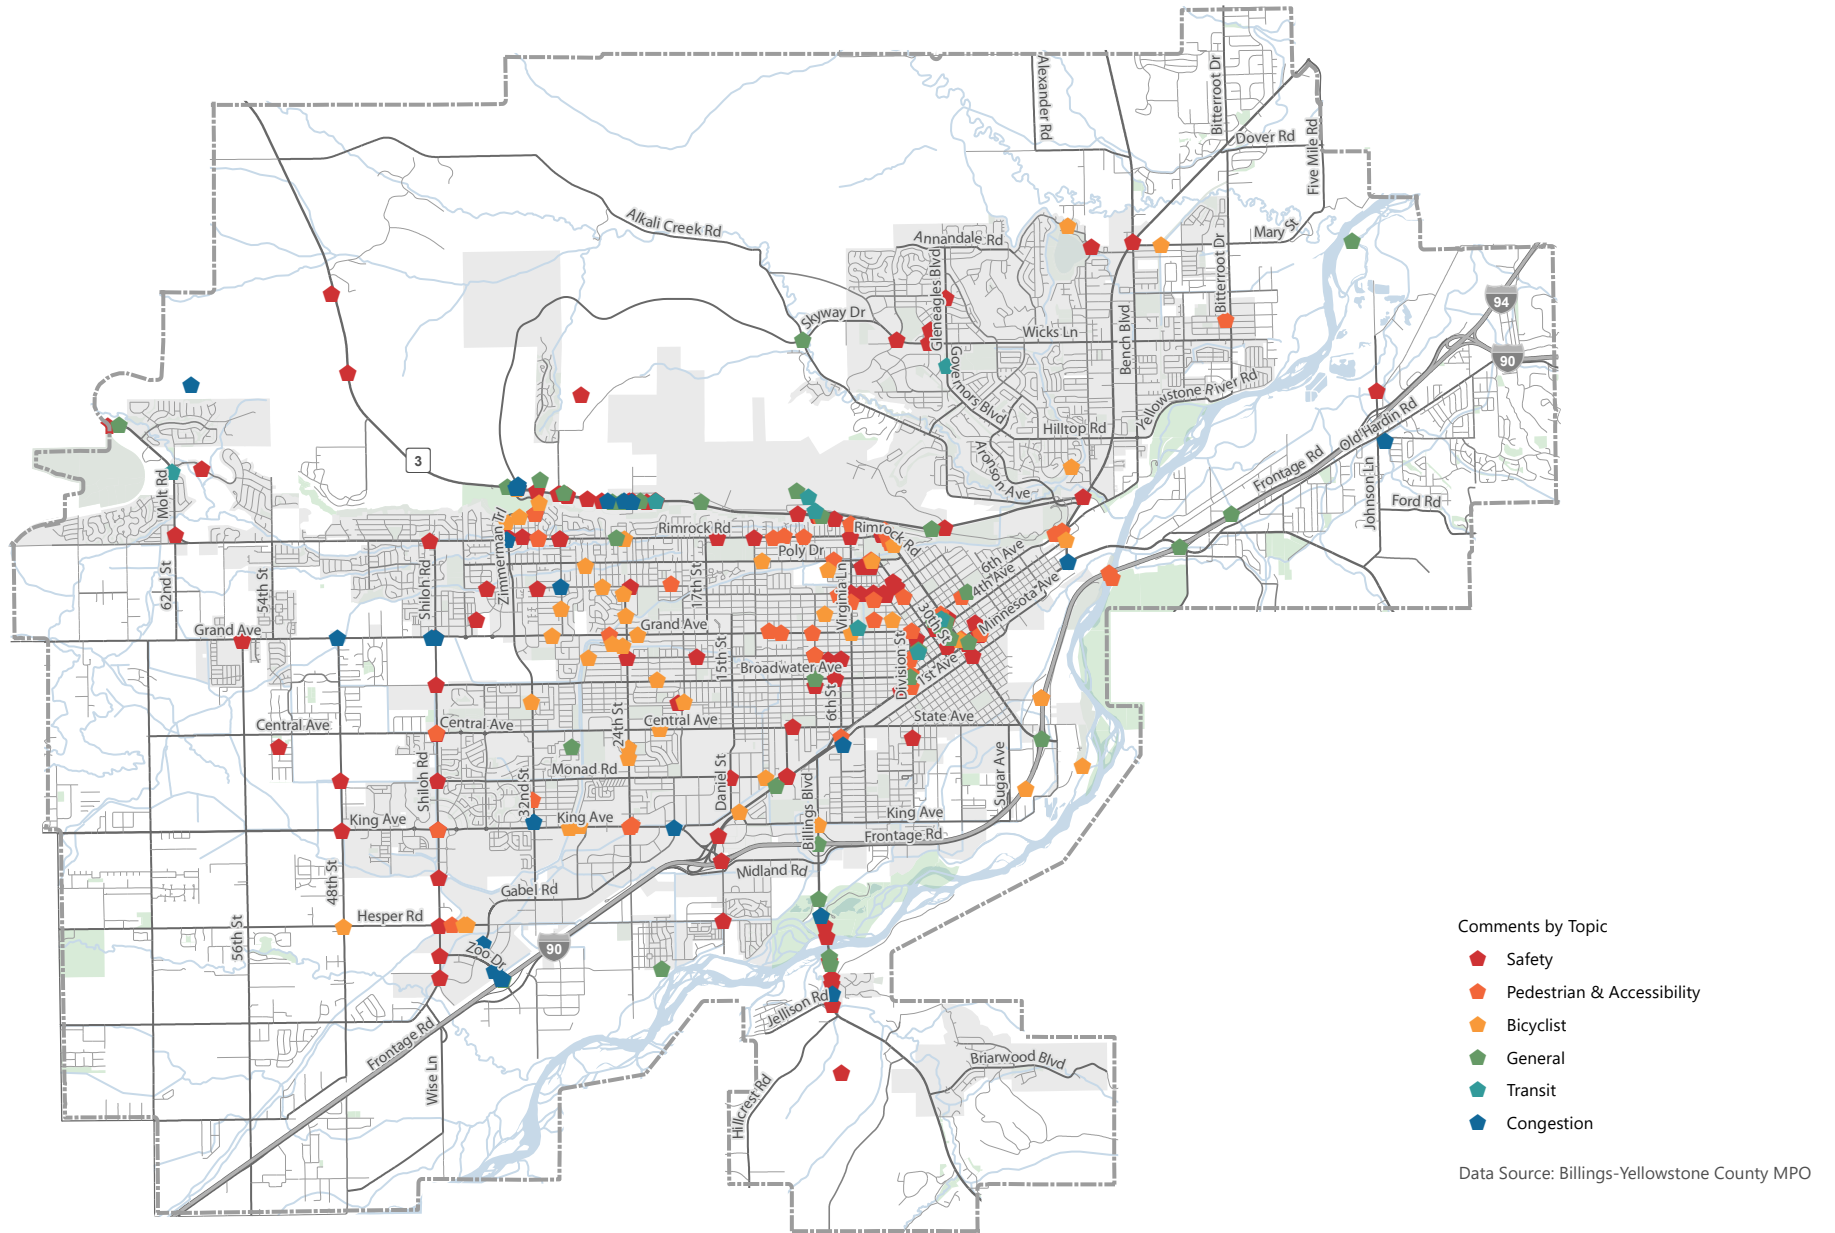 Alexander Rd
Bitterroot Dr
Dover Rd
Five Mile Rd
Alkali Creek Rd
Annandale Rd
Mary St
Gleneagles Blvd
Bitterroot Dr
94
Skyway Dr
Wicks Ln
Bench Blvd
90
Governors Blvd
Yellowstone River Rd
Hilltop Rd
Old Hardin Rd
3
Aronson Ave
Frontage Rd
Molt Rd
Johnson Ln
Ford Rd
Zimmerman Trl
Rimrock Rd
Rimrock Rd
Poly Dr
6th Ave
4th Ave
62nd St
54th St
Shiloh Rd
17th St
Virginia Ln
Minnesota Ave
30th St
Grand Ave
Grand Ave
15th St
Division St
Broadwater Ave
1st Ave
6th St
Central Ave
Central Ave
24th St
Central Ave
State Ave
Shiloh Rd
Monad Rd
Daniel St
Billings Blvd
Sugar Ave
32nd St
King Ave
King Ave
King Ave
Frontage Rd
Midland Rd
48th St
Gabel Rd
Hesper Rd
56th St
Zoo Dr
90
Jellison Rd
Frontage Rd
Wise Ln
Hillcrest Rd
Briarwood Blvd
Comments by Topic
Safety
Pedestrian & Accessibility
Bicyclist
General
Transit
Congestion
Data Source: Billings-Yellowstone County MPO